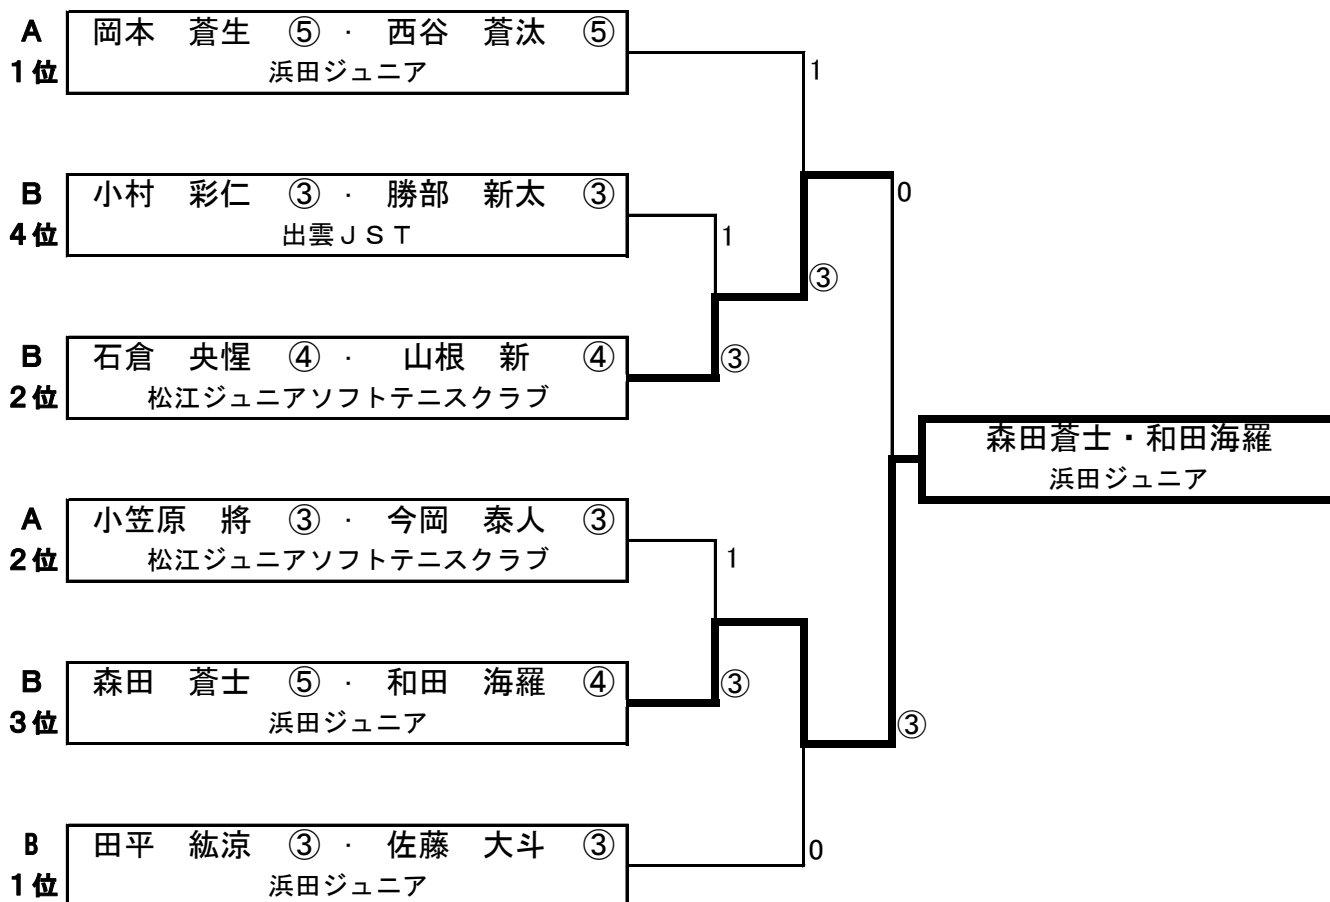 A 岡本 蒼生 ⑤ ・ 西谷 蒼汰 ⑤
1位 浜田ジュニア
1
B 小村 彩仁 ③ ・ 勝部 新太 ③
0
4位 出雲JST
1
③
B 石倉 央惺 ④ ・ 山根 新 ④
③
2位 松江ジュニアソフトテニスクラブ
森田蒼士・和田海羅
浜田ジュニア
A 小笠原 將 ③ ・ 今岡 泰人 ③
2位 松江ジュニアソフトテニスクラブ
1
B 森田 蒼士 ⑤ ・ 和田 海羅 ④
③
3位 浜田ジュニア
③
B 田平 紘涼 ③ ・ 佐藤 大斗 ③
0
1位 浜田ジュニア